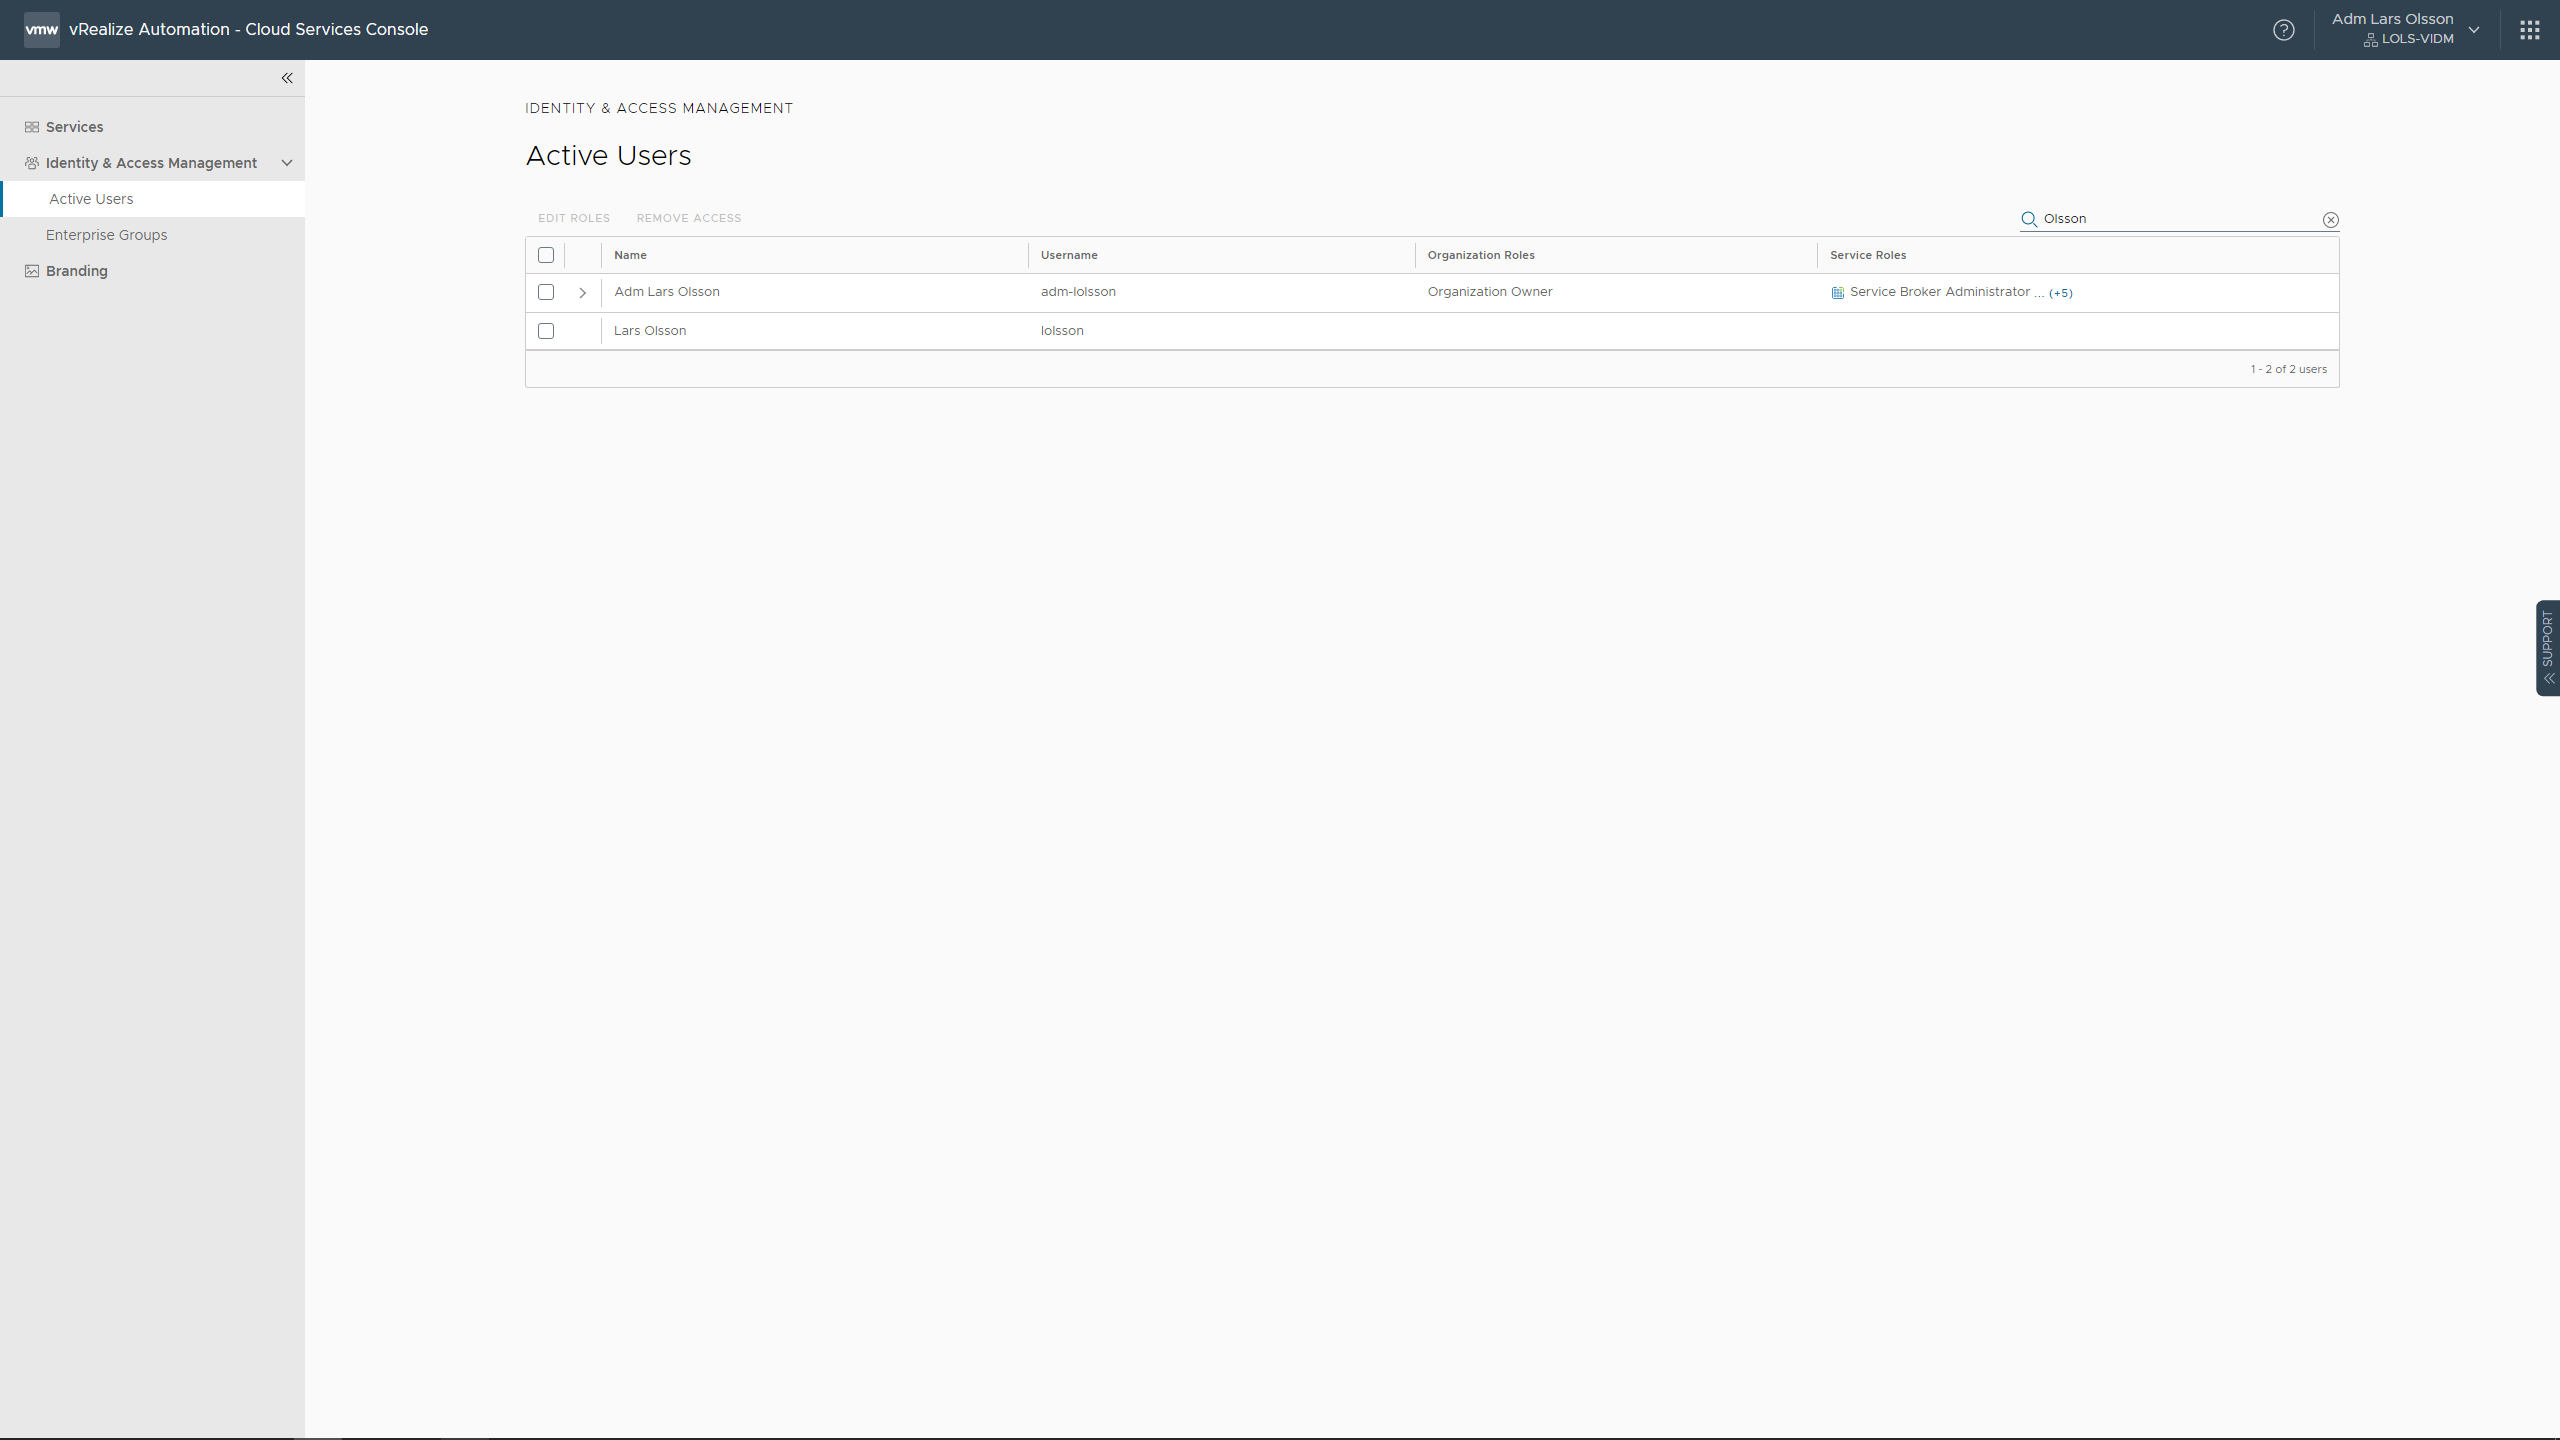 vmw vRealize Automation - Cloud Services Console
Adm Lars Olsson
LOLS-VIDM
Services
Identity & Access Management
Active Users
Enterprise Groups
Branding
IDENTITY & ACCESS MANAGEMENT
Active Users
EDIT ROLES REMOVE ACCESS Olsson
Name Username Organization Roles Service Roles
Adm Lars Olsson adm-lolsson Organization Owner Service Broker Administrator ... (+5)
Lars Olsson lolsson
1 - 2 of 2 users
SUPPORT